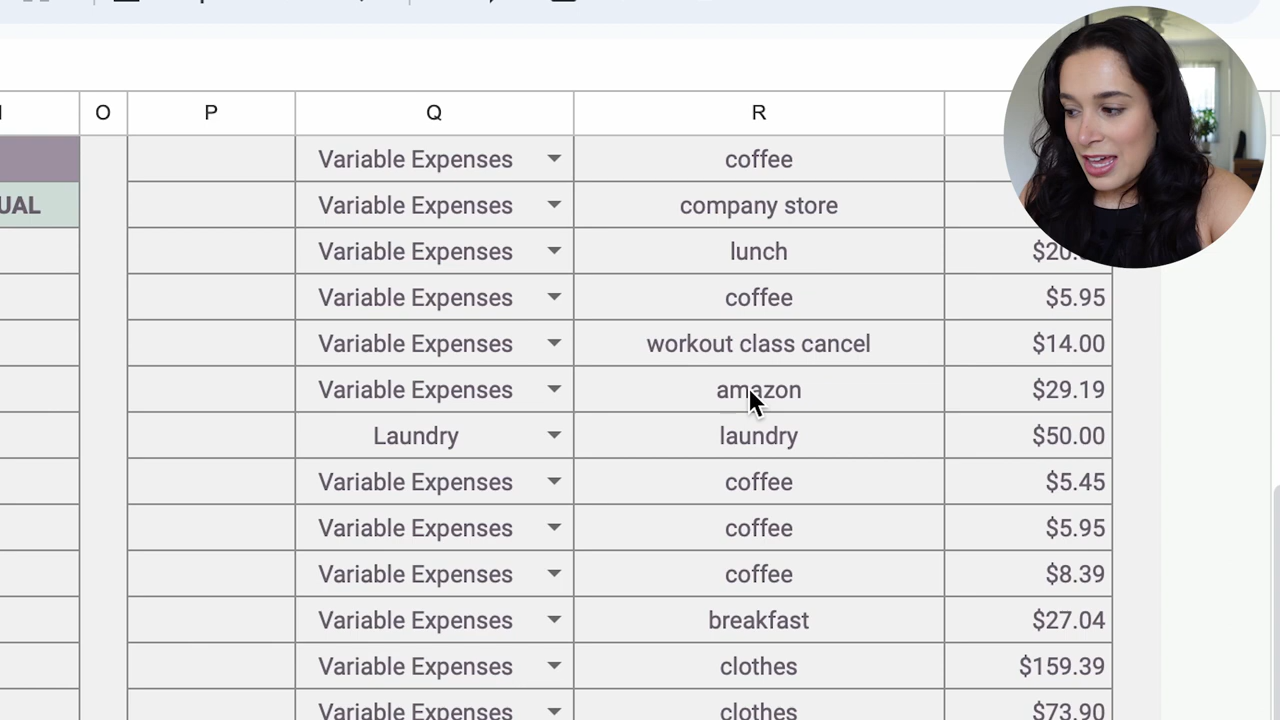 O P Q R
Variable Expenses coffee
UAL Variable Expenses company store
Variable Expenses lunch
Variable Expenses coffee $5.95
Variable Expenses workout class cancel $14.00
Variable Expenses amazon $29.19
Laundry laundry $50.00
Variable Expenses coffee $5.45
Variable Expenses coffee $5.95
Variable Expenses coffee $8.39
Variable Expenses breakfast $27.04
Variable Expenses clothes $159.39
Variable Expenses clothes $73.90